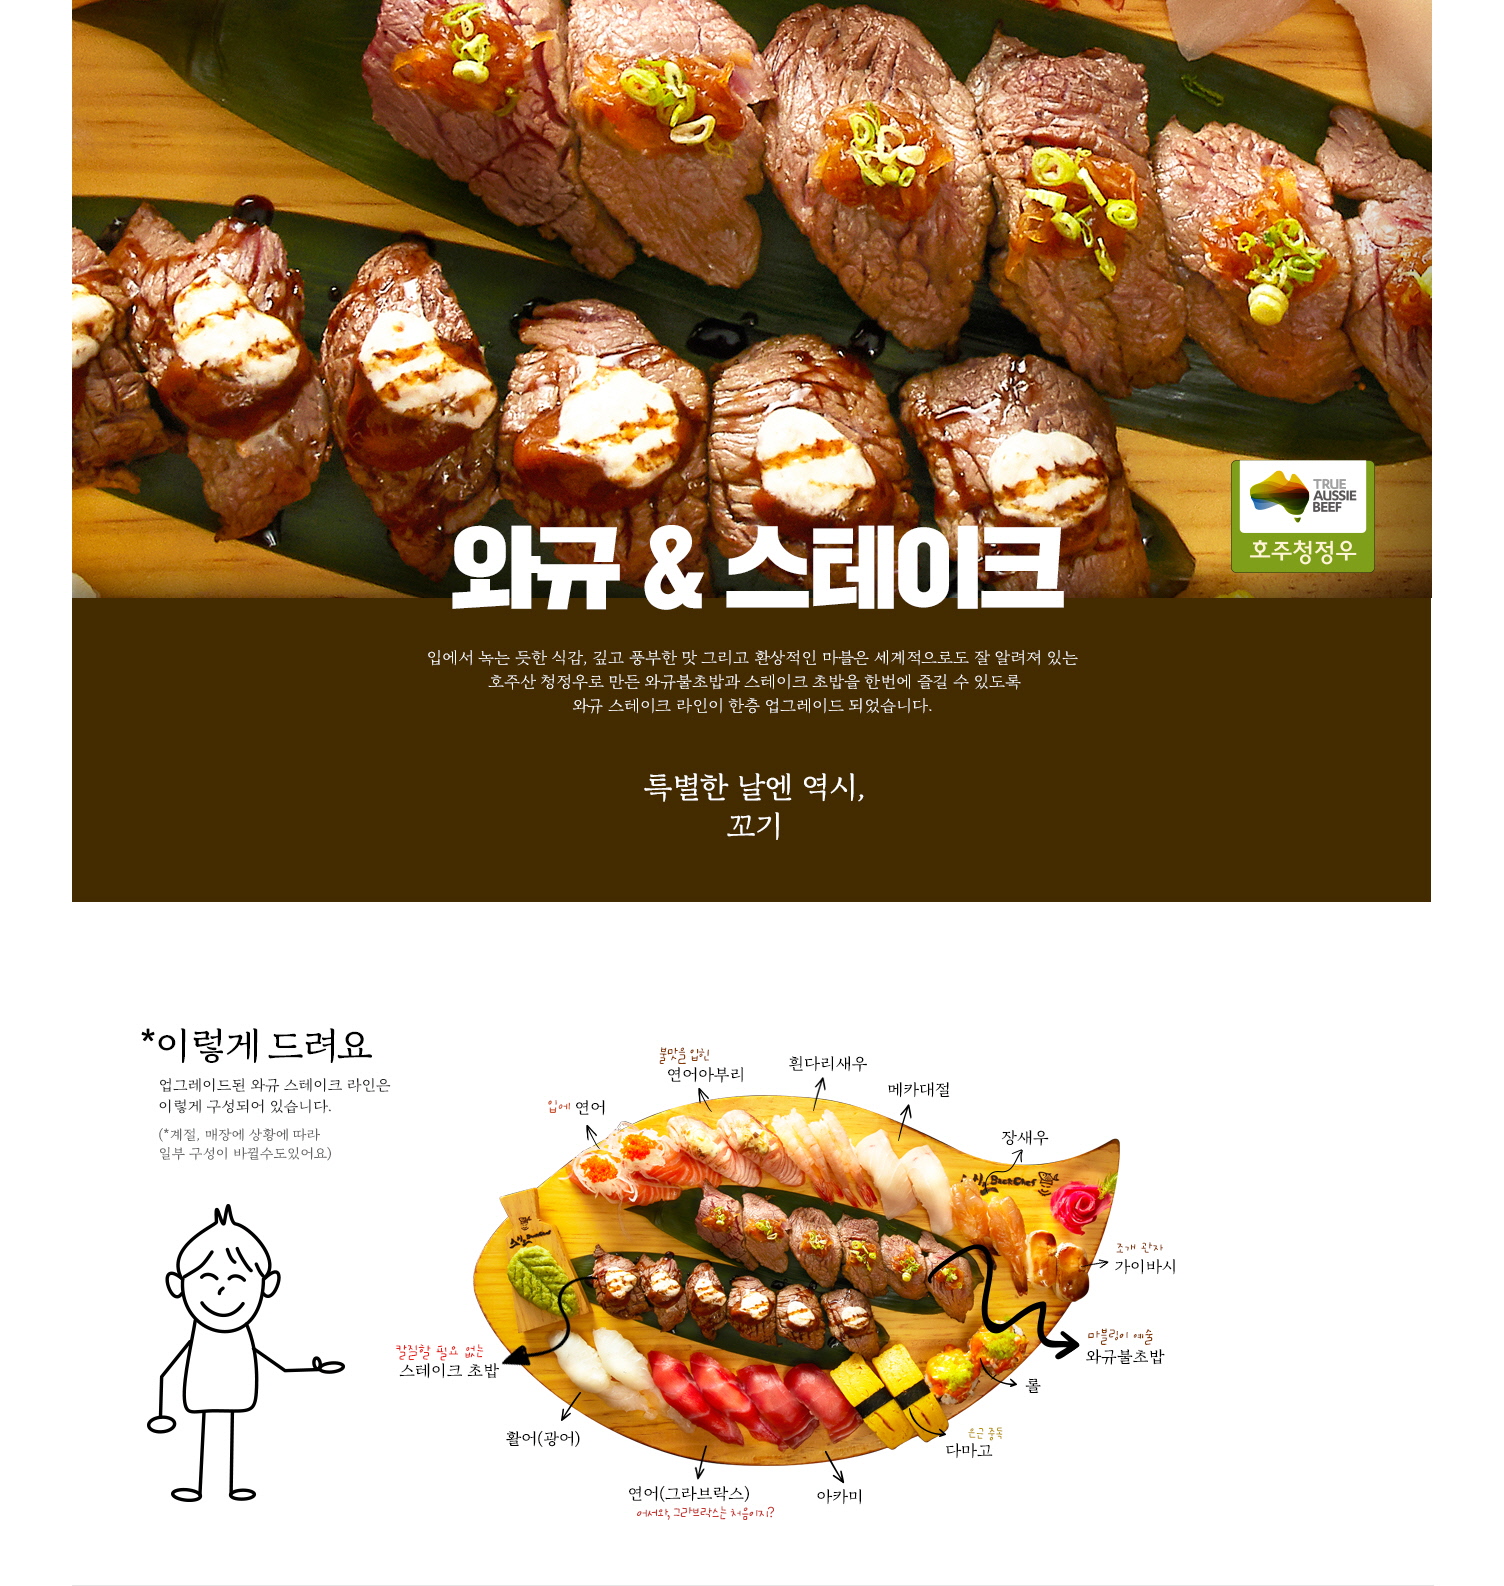 TRUE
AUSSIE
BEEF
호주청정우
와규 & 스테이크
입에서 녹는 듯한 식감, 깊고 풍부한 맛 그리고 환상적인 마블은 세계적으로도 잘 알려져 있는
호주산 청정우로 만든 와규불초밥과 스테이크 초밥을 한번에 즐길 수 있도록
와규 스테이크 라인이 한층 업그레이드 되었습니다.
특별한 날엔 역시,
꼬기
*이렇게 드려요
업그레이드된 와규 스테이크 라인은
이렇게 구성되어 있습니다.
(*계절, 매장에 상황에 따라
일부 구성이 바뀔수도있어요)
불맛을 입힌
연어아부리
흰다리새우
메카대절
입에 연어
장새우
BackChef
조개 관자
가이바시
마블링이 예술
와규불초밥
칼질할 필요 없는
스테이크 초밥
롤
은근 중독
다마고
활어(광어)
연어(그라브락스)
어서와, 그라브락스는 처음이지?
아카미